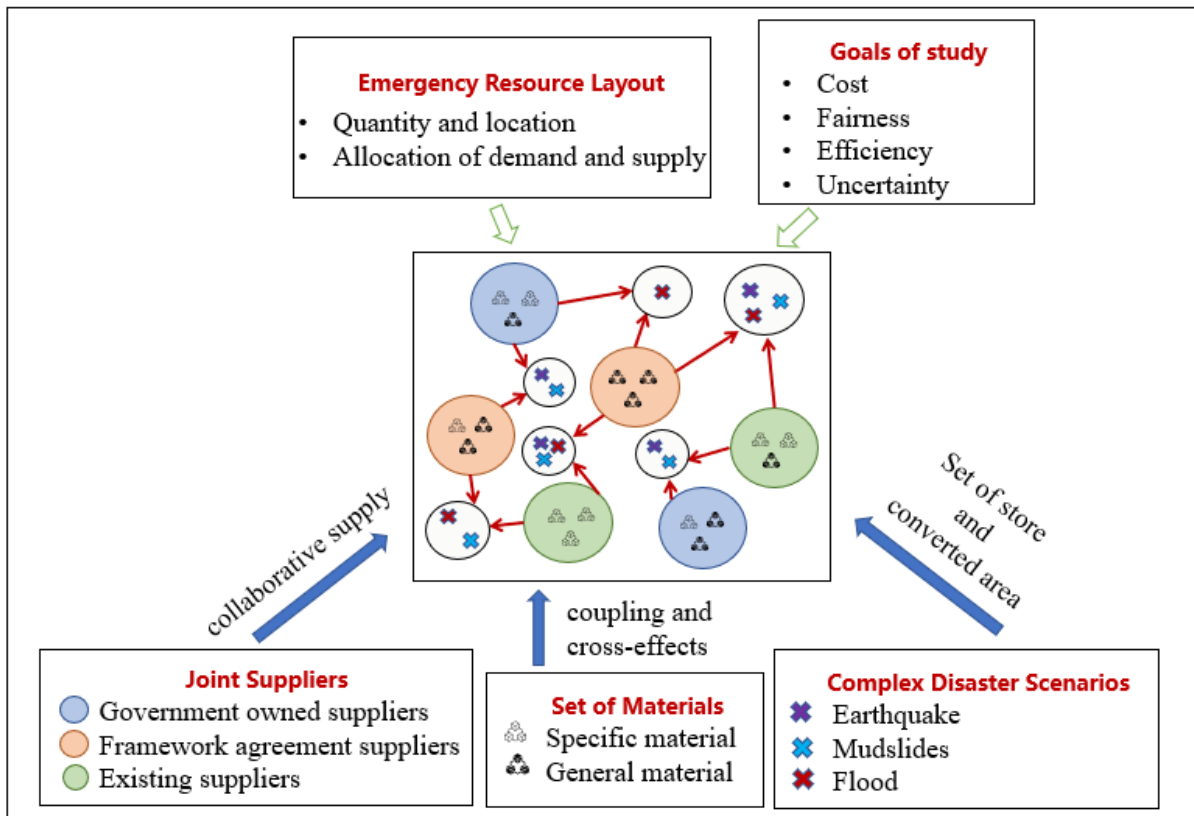 Emergency Resource Layout
• Quantity and location
• Allocation of demand and supply
Goals of study
• Cost
• Fairness
• Efficiency
• Uncertainty
collaborative supply
coupling and
cross-effects
Set of store
and
converted area
Joint Suppliers
Government owned suppliers
Framework agreement suppliers
Existing suppliers
Set of Materials
Specific material
General material
Complex Disaster Scenarios
Earthquake
Mudslides
Flood